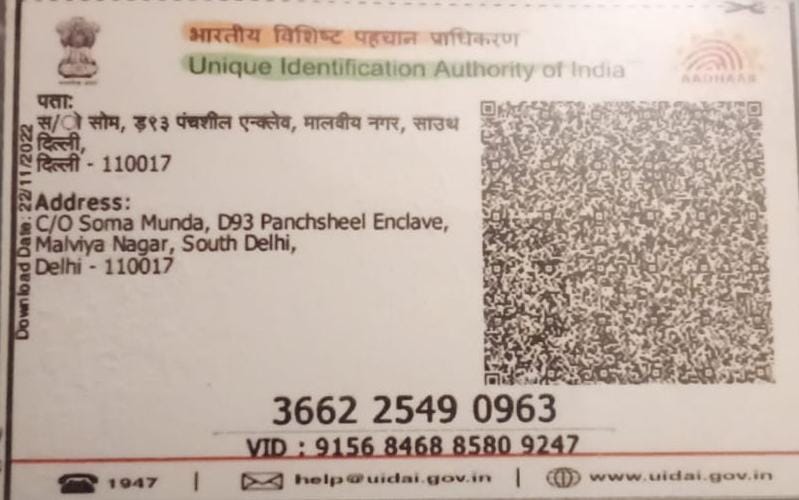 भारतीय विशिष्ट पहचान प्राधिकरण
Unique Identification Authority of India
AADHAAR
पता:
स/ो सोम, ड़९३ पंचशील एन्क्लेव, मालवीय नगर, साउथ
दिल्ली,
दिल्ली - 110017
Address:
C/O Soma Munda, D93 Panchsheel Enclave,
Malviya Nagar, South Delhi,
Delhi - 110017
Download Date: 22/11/2022
3662 2549 0963
VID : 9156 8468 8580 9247
1947 | help@uidai.gov.in | www.uidai.gov.in